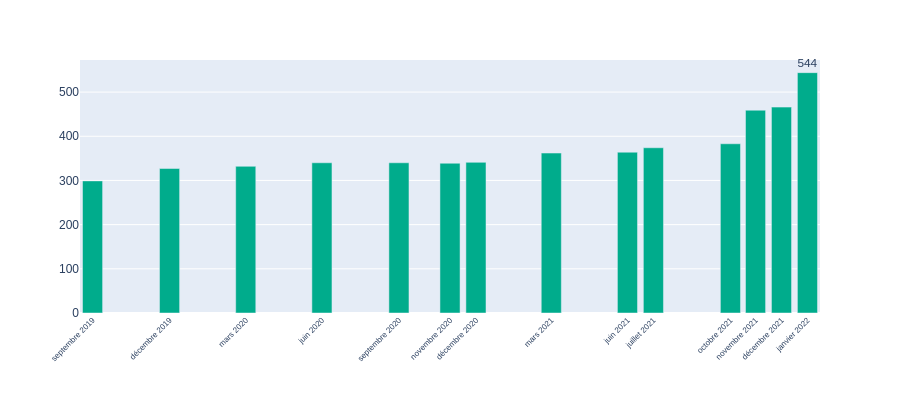 544
500
400
300
200
100
0
septembre 2019
décembre 2019
mars 2020
juin 2020
septembre 2020
novembre 2020
décembre 2020
mars 2021
juin 2021
juillet 2021
octobre 2021
novembre 2021
décembre 2021
janvier 2022